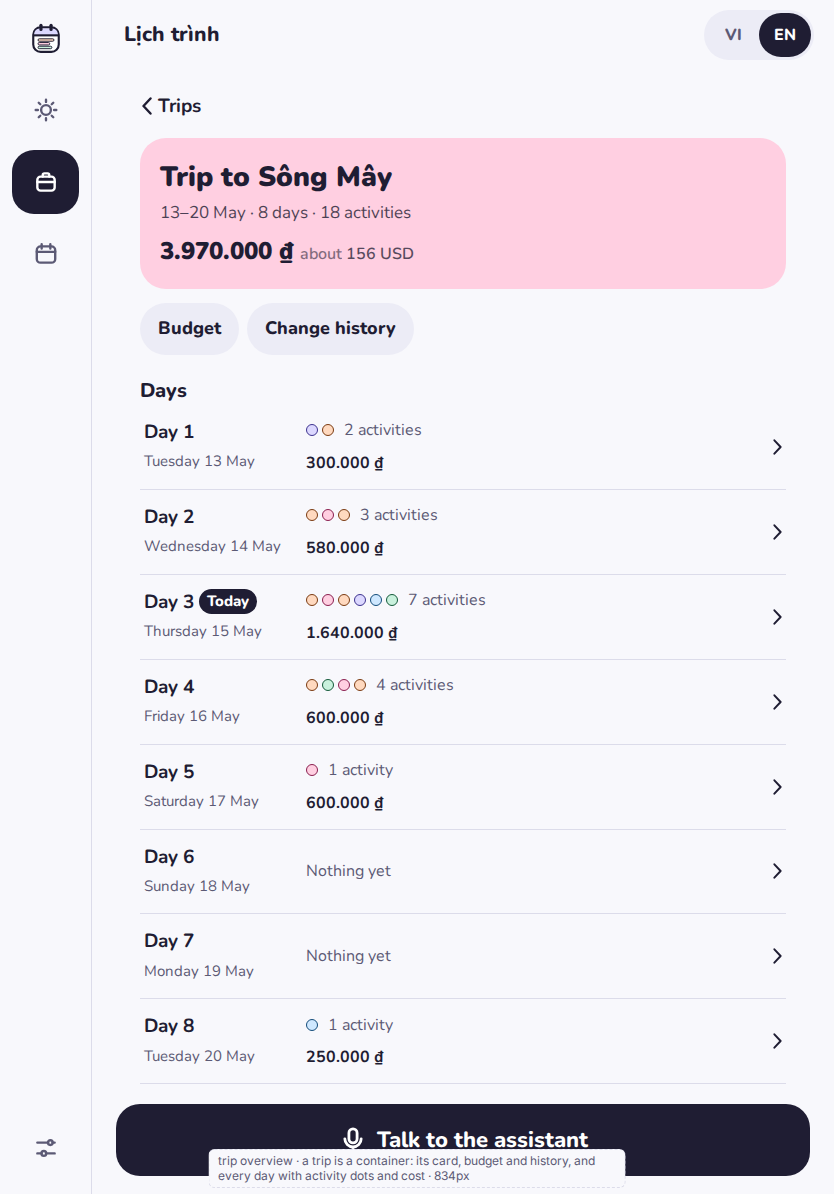 Lịch trình
VI EN
Trips
Trip to Sông Mây
13–20 May · 8 days · 18 activities
3.970.000 ₫ about 156 USD
Budget Change history
Days
Day 1
2 activities
Tuesday 13 May
300.000 ₫
Day 2
3 activities
Wednesday 14 May
580.000 ₫
Day 3 Today
7 activities
Thursday 15 May
1.640.000 ₫
Day 4
4 activities
Friday 16 May
600.000 ₫
Day 5
1 activity
Saturday 17 May
600.000 ₫
Day 6
Nothing yet
Sunday 18 May
Day 7
Nothing yet
Monday 19 May
Day 8
1 activity
Tuesday 20 May
250.000 ₫
Talk to the assistant
trip overview · a trip is a container: its card, budget and history, and
every day with activity dots and cost · 834px